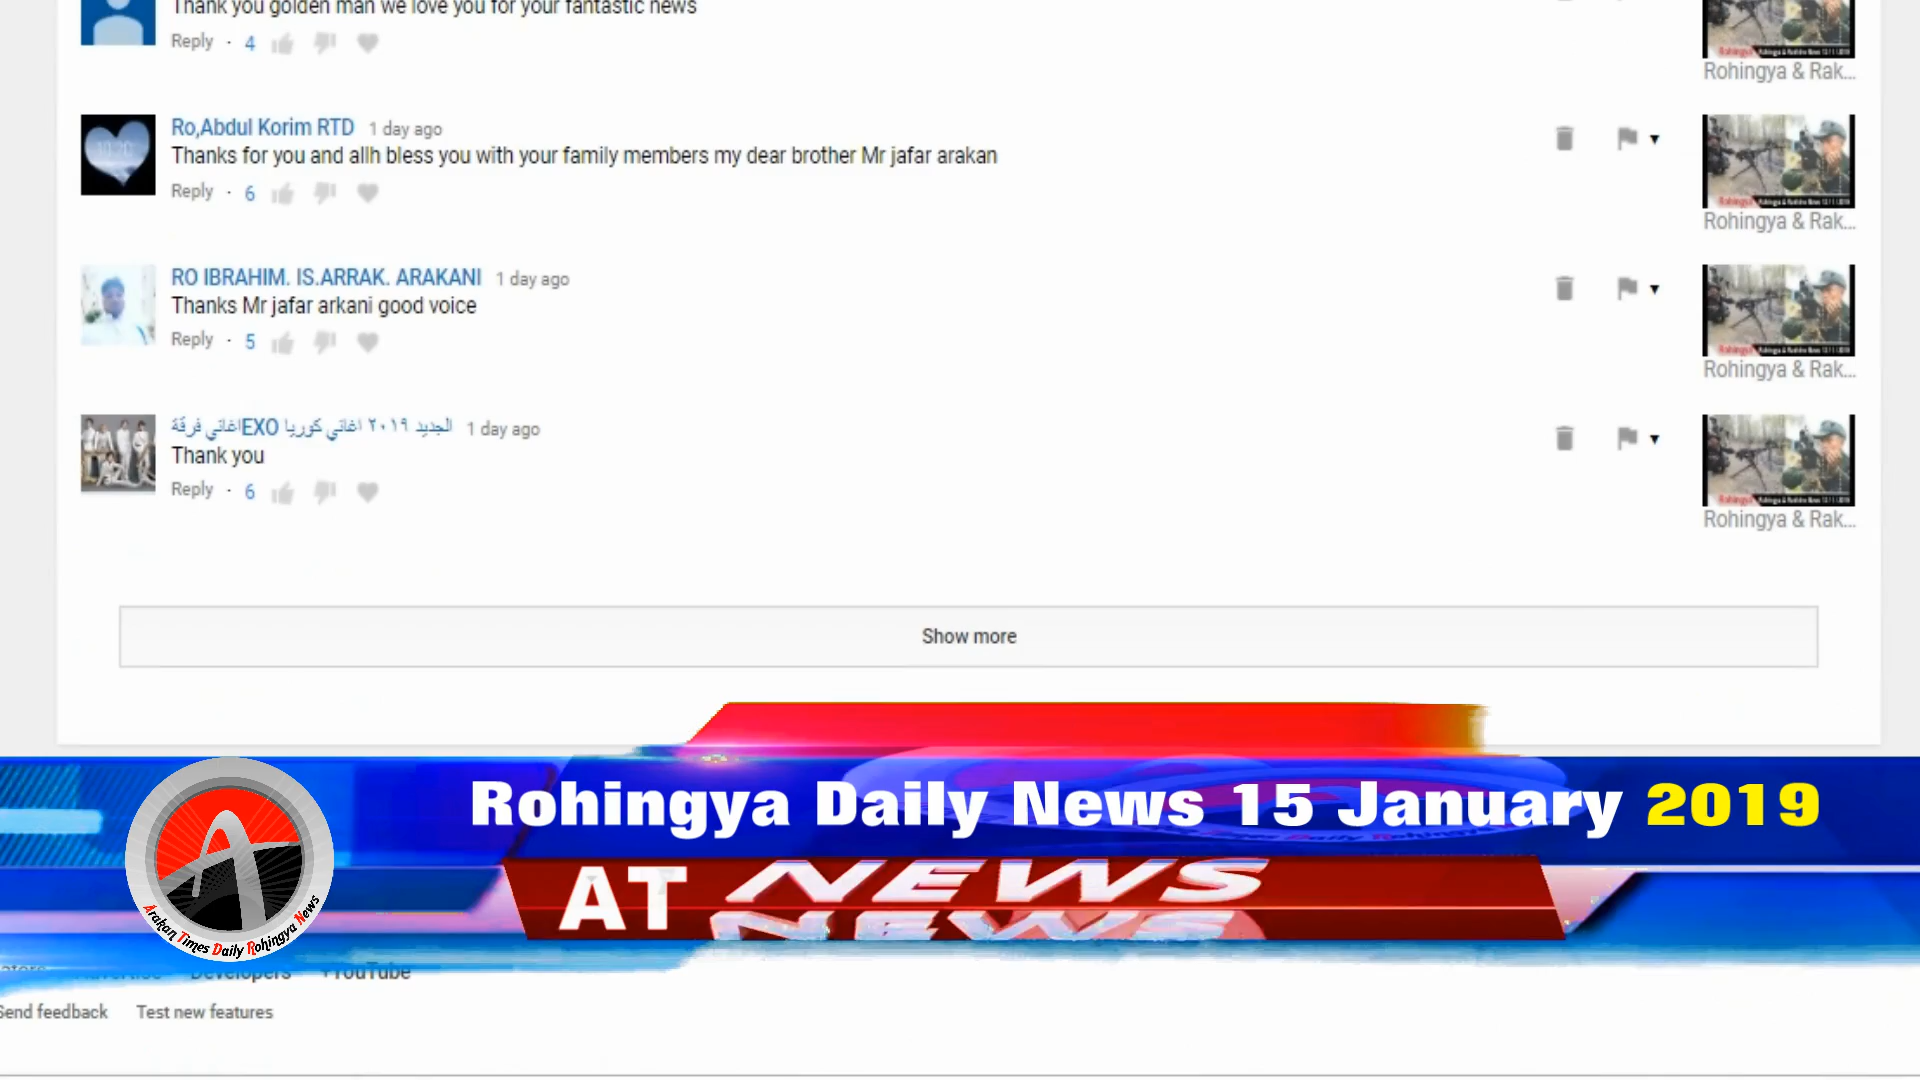 Thank you golden man we love you for your fantastic news
Reply · 4
Rohingya & Rak...
Ro,Abdul Korim RTD 1 day ago
Thanks for you and allh bless you with your family members my dear brother Mr jafar arakan
Reply · 6
Rohingya & Rak...
RO IBRAHIM. IS.ARRAK. ARAKANI 1 day ago
Thanks Mr jafar arkani good voice
Reply · 5
Rohingya & Rak...
اغاني فرقة EXO الجديد ٢٠١٩ اغاني كوريا 1 day ago
Thank you
Reply · 6
Rohingya & Rak...
Show more
Rohingya Daily News 15 January 2019
AT NEWS
Arakan Times Daily Rohingya News
Developers +YouTube
Send feedback Test new features